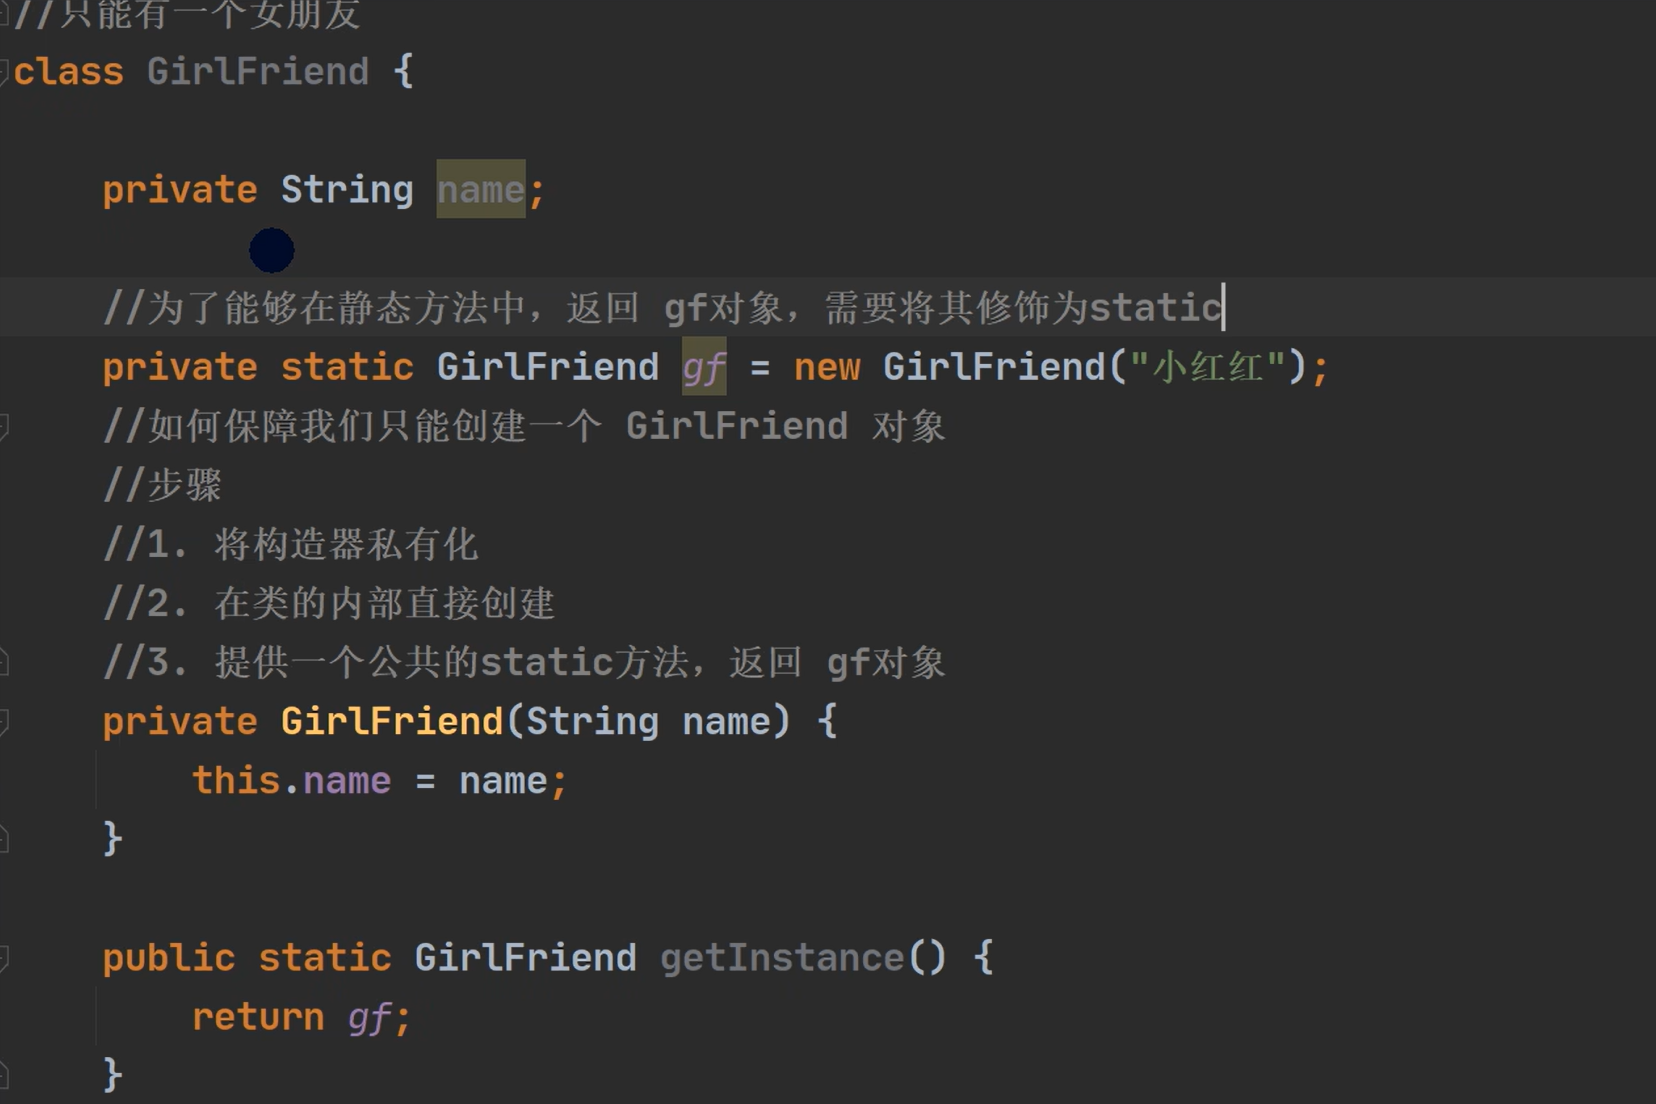 //只能有一个女朋友
class GirlFriend {
private String name;
//为了能够在静态方法中，返回 gf对象，需要将其修饰为static
private static GirlFriend gf = new GirlFriend("小红红");
//如何保障我们只能创建一个 GirlFriend 对象
//步骤
//1. 将构造器私有化
//2. 在类的内部直接创建
//3. 提供一个公共的static方法，返回 gf对象
private GirlFriend(String name) {
this.name = name;
}
public static GirlFriend getInstance() {
return gf;
}